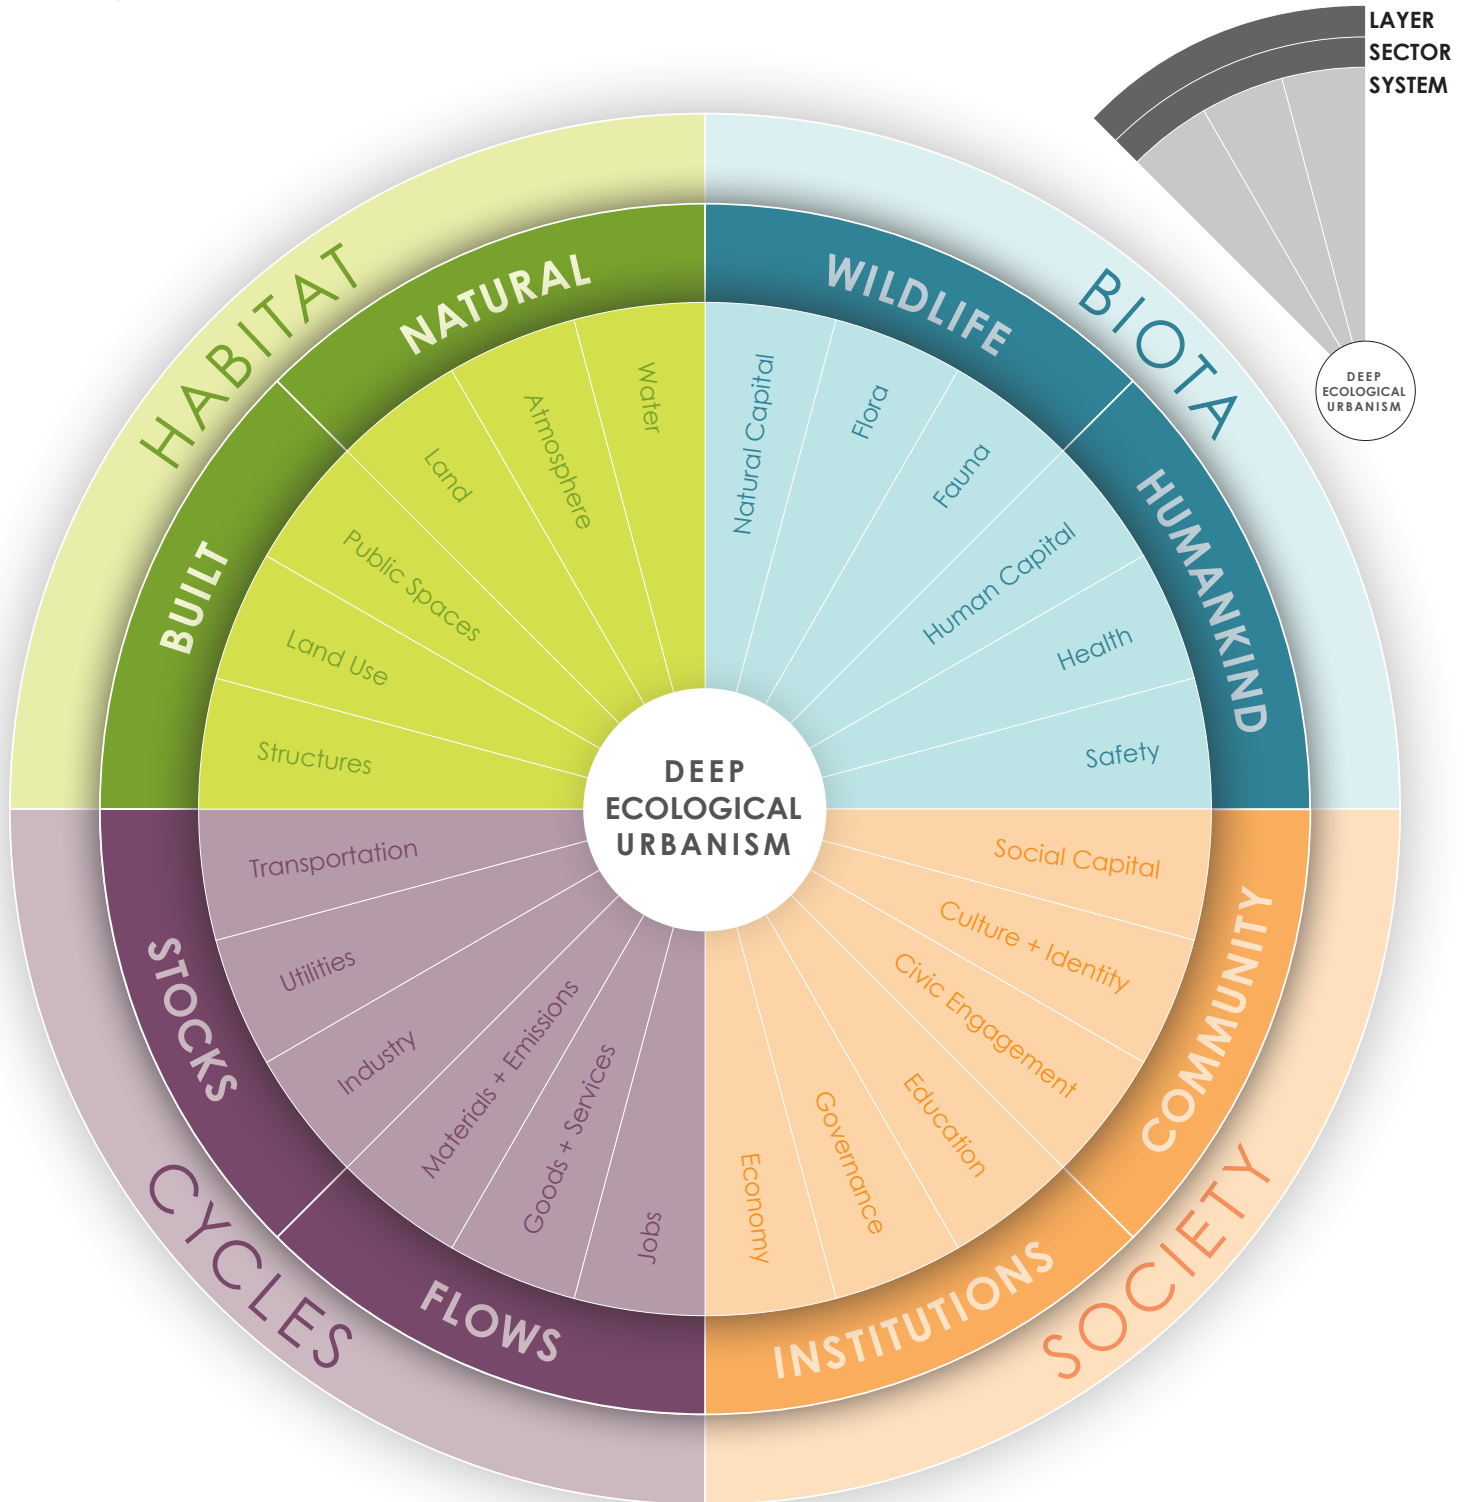 LAYER
SECTOR
SYSTEM
DEEP
ECOLOGICAL
URBANISM
HABITAT
BIOTA
SOCIETY
CYCLES
NATURAL
WILDLIFE
HUMANKIND
COMMUNITY
INSTITUTIONS
FLOWS
STOCKS
BUILT
Water
Atmosphere
Land
Public Spaces
Land Use
Structures
Natural Capital
Flora
Fauna
Human Capital
Health
Safety
DEEP
ECOLOGICAL
URBANISM
Social Capital
Culture + Identity
Civic Engagement
Education
Governance
Economy
Transportation
Utilities
Industry
Materials + Emissions
Goods + Services
Jobs